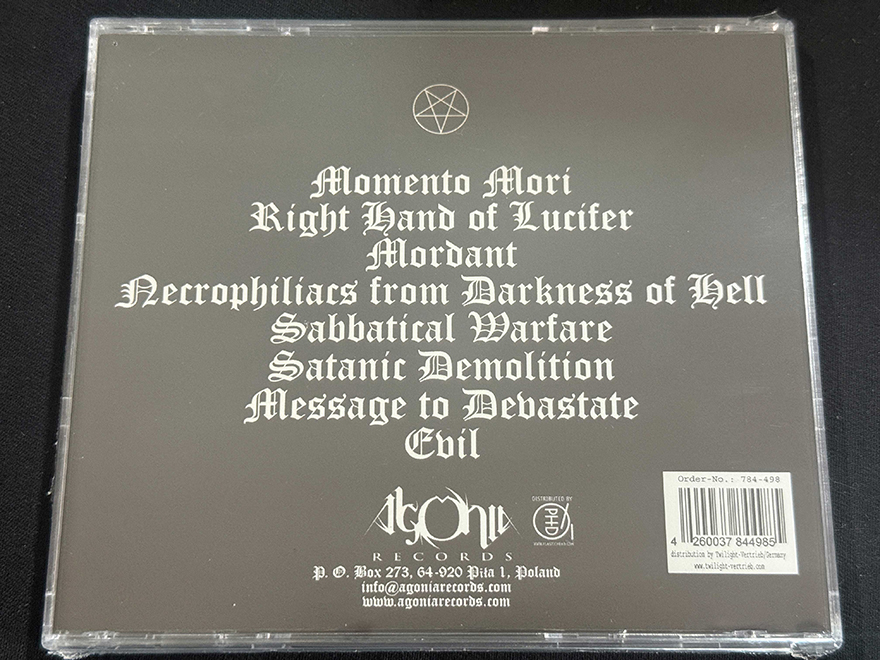 Momento Mori
Right Hand of Lucifer
Mordant
Necrophiliacs from Darkness of Hell
Sabbatical Warfare
Satanic Demolition
Message to Devastate
Evil
Agonia
RECORDS
P. O. Box 273, 64-920 Piła 1, Poland
info@agoniarecords.com
www.agoniarecords.com
DISTRIBUTED BY
PHD
Order-No.: 784-498
4 260037 844985
distribution by Twilight-Vertrieb/Germany
www.twilight-vertrieb.com